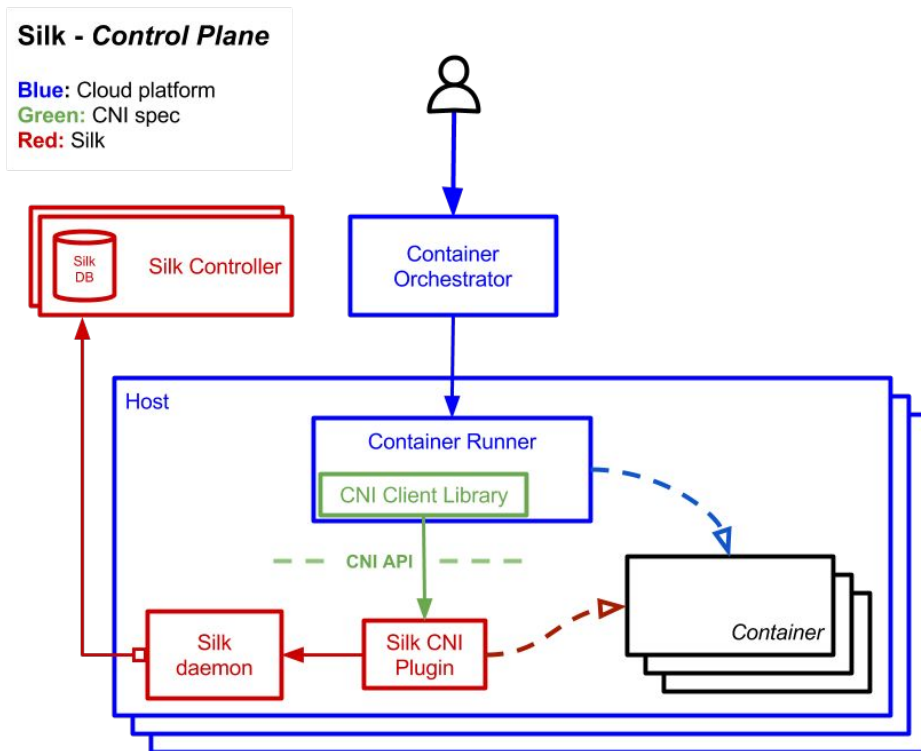 Silk - Control Plane
Blue: Cloud platform
Green: CNI spec
Red: Silk
Silk
DB
Silk Controller
Container
Orchestrator
Host
Container Runner
CNI Client Library
CNI API
Silk
daemon
Silk CNI
Plugin
Container